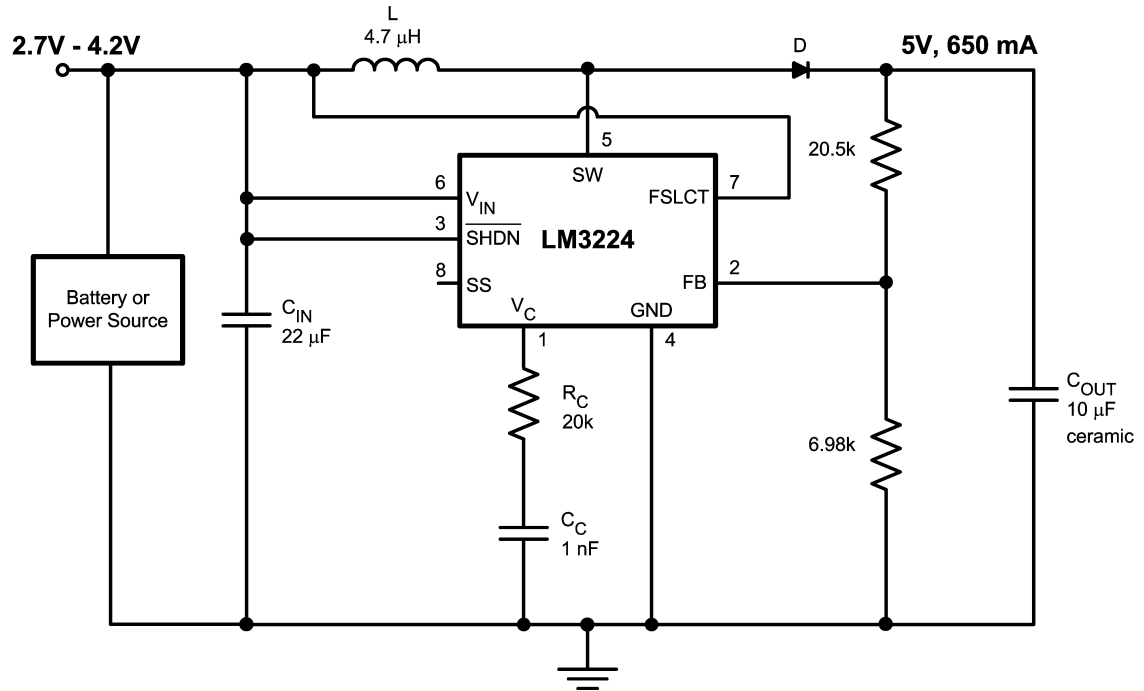 2.7V - 4.2V
L
4.7 µH
D
5V, 650 mA
5
SW
20.5k
6
V_IN
7
FSLCT
3
SHDN
LM3224
8
SS
2
FB
V_C
GND
1
4
Battery or
Power Source
C_IN
22 µF
R_C
20k
C_OUT
10 µF
ceramic
6.98k
C_C
1 nF